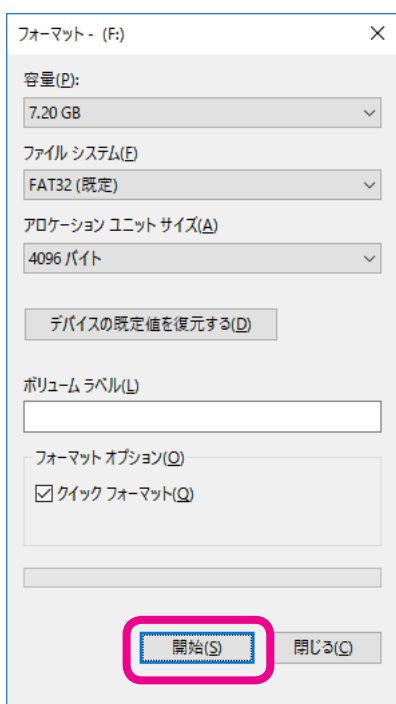 フォーマット - (F:)
容量(P):
7.20 GB
ファイル システム(F)
FAT32 (既定)
アロケーション ユニット サイズ(A)
4096 バイト
デバイスの既定値を復元する(D)
ボリューム ラベル(L)
フォーマット オプション(O)
クイック フォーマット(Q)
開始(S)
閉じる(C)